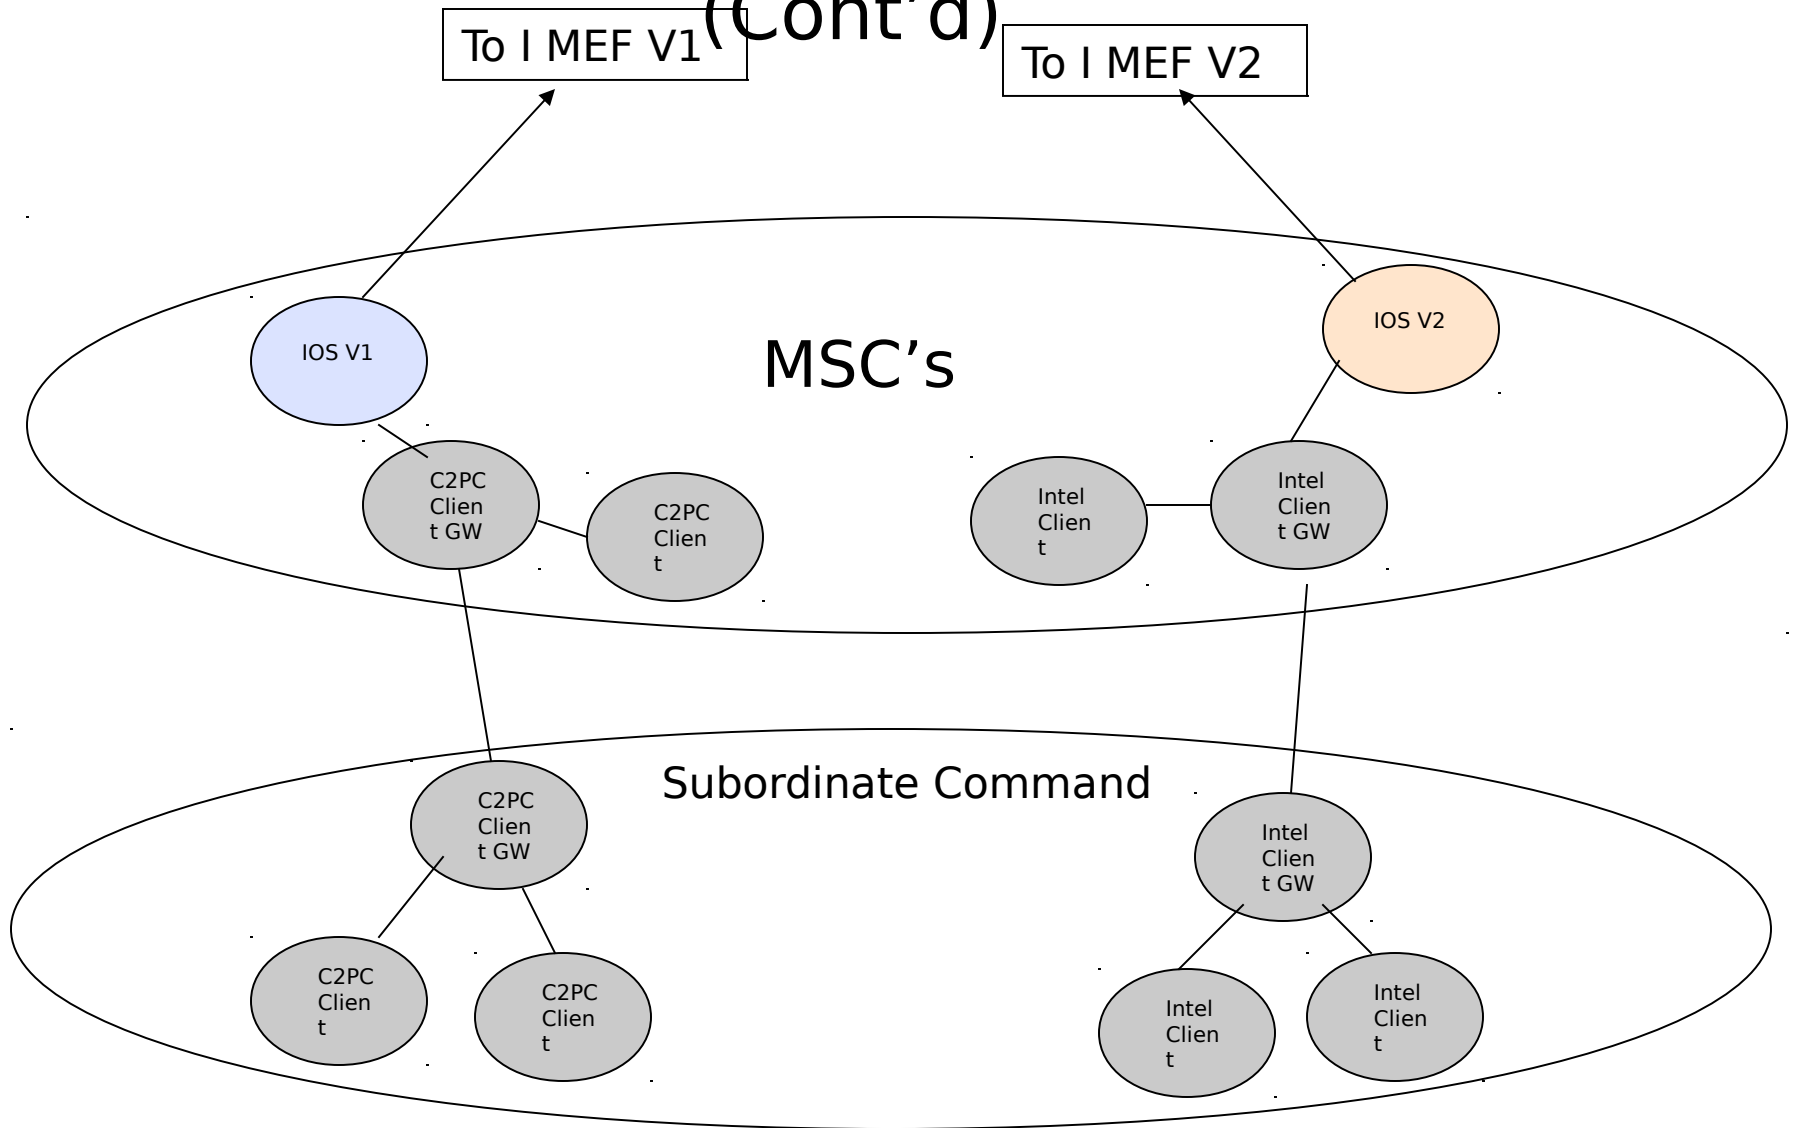 (Cont’d)
To I MEF V1
To I MEF V2
IOS V1
IOS V2
MSC’s
C2PC
Clien
t GW
C2PC
Clien
t
Intel
Clien
t
Intel
Clien
t GW
Subordinate Command
C2PC
Clien
t GW
Intel
Clien
t GW
C2PC
Clien
t
C2PC
Clien
t
Intel
Clien
t
Intel
Clien
t